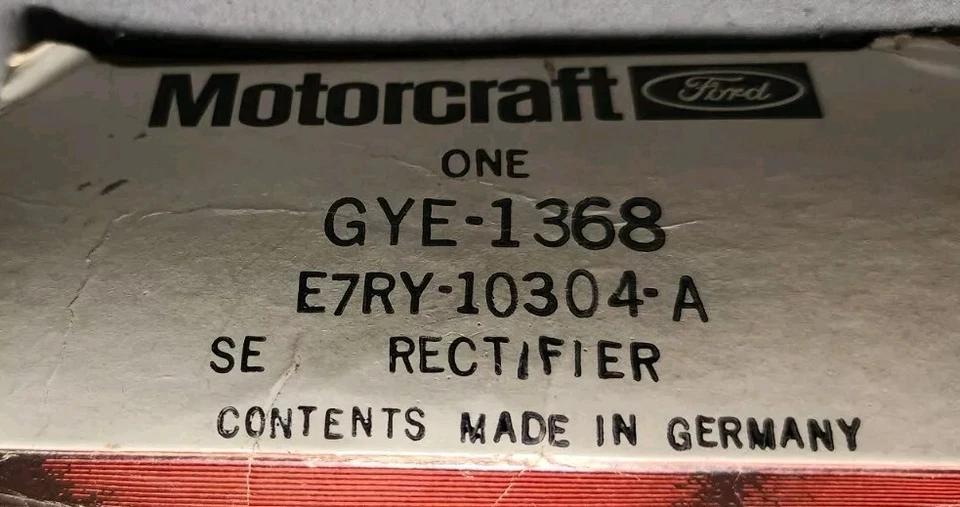 Motorcraft Ford
ONE
GYE-1368
E7RY-10304-A
SE RECTIFIER
CONTENTS MADE IN GERMANY